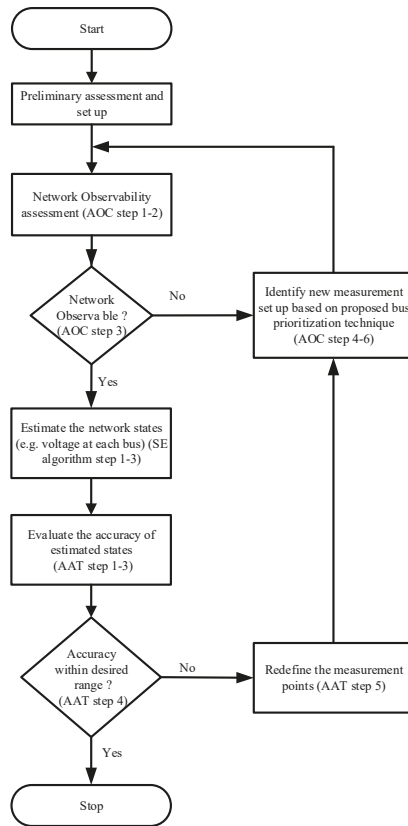 Start
Preliminary assessment and
set up
Network Observability
assessment (AOC step 1-2)
Network
Observa ble ?
(AOC step 3)
No
Identify new measurement
set up based on proposed bus
prioritization technique
(AOC step 4-6)
Yes
Estimate the network states
(e.g. voltage at each bus) (SE
algorithm step 1-3)
Evaluate the accuracy of
estimated states
(AAT step 1-3)
Accuracy
within desired
range ?
(AAT step 4)
No
Redefine the measurement
points (AAT step 5)
Yes
Stop